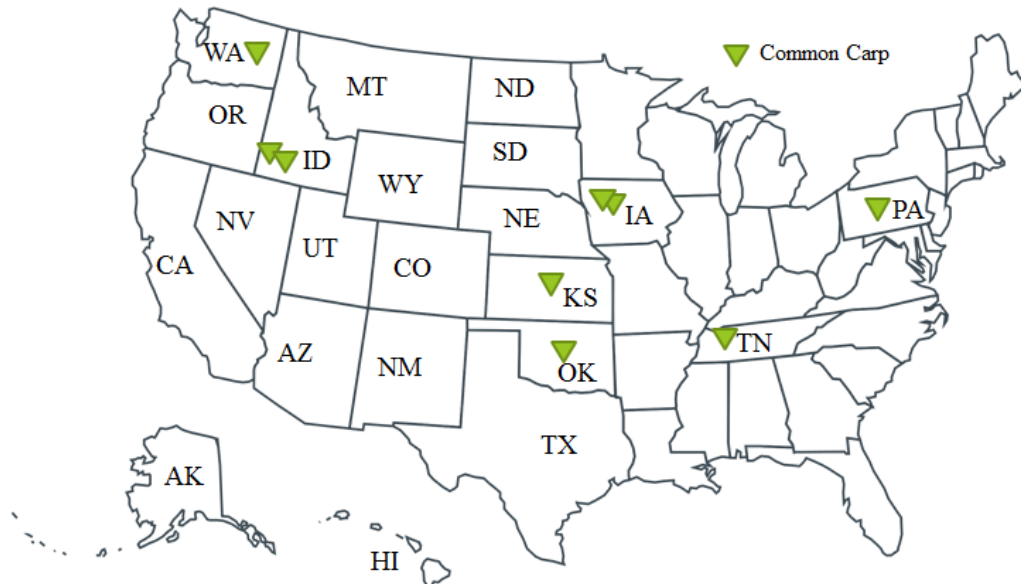 WA
Common Carp
MT
ND
OR
SD
ID
WY
NE
IA
PA
NV
UT
CO
CA
KS
TN
AZ
NM
OK
TX
AK
HI